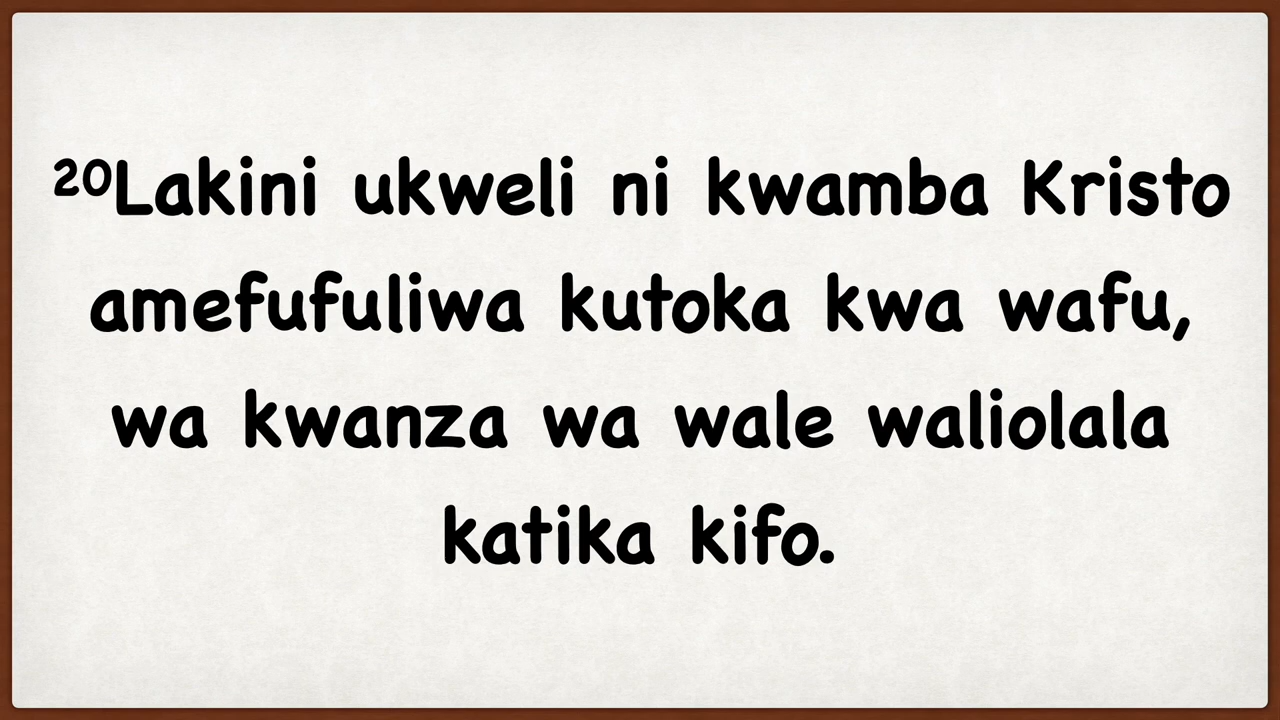 ²⁰Lakini ukweli ni kwamba Kristo
amefufuliwa kutoka kwa wafu,
wa kwanza wa wale waliolala
katika kifo.